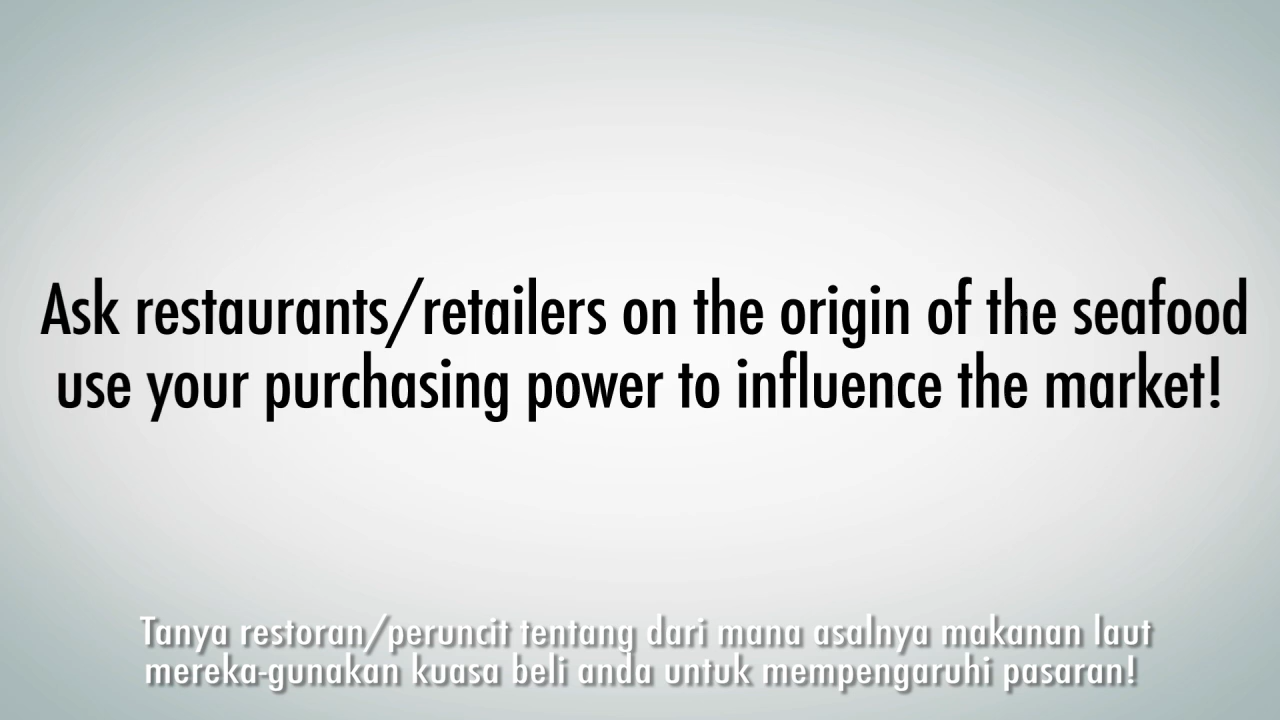 Ask restaurants/retailers on the origin of the seafood
use your purchasing power to influence the market!
Tanya restoran/peruncit tentang dari mana asalnya makanan laut
mereka-gunakan kuasa beli anda untuk mempengaruhi pasaran!